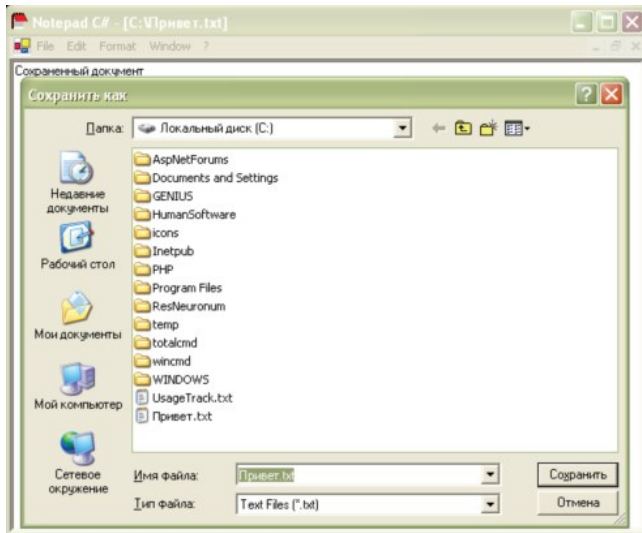 Notepad C# - [C:\Привет.txt]
File Edit Format Window ?
Сохраненный документ
Сохранить как
Папка: Локальный диск (C:)
AspNetForums
Documents and Settings
GENIUS
HumanSoftware
icons
Inetpub
PHP
Program Files
ResNeuronum
temp
totalcmd
wincmd
WINDOWS
UsageTrack.txt
Привет.txt
Недавние
документы
Рабочий стол
Мои документы
Мой компьютер
Сетевое
окружение
Имя файла: Привет.txt Сохранить
Тип файла: Text Files (*.txt) Отмена